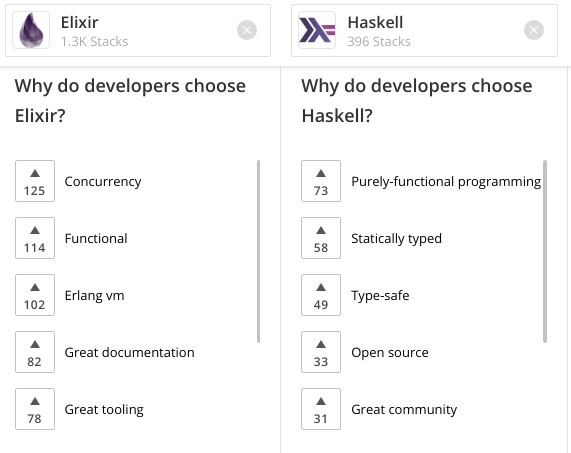 Elixir
1.3K Stacks
Haskell
396 Stacks
Why do developers choose
Elixir?
125 Concurrency
114 Functional
102 Erlang vm
82 Great documentation
78 Great tooling
Why do developers choose
Haskell?
73 Purely-functional programming
58 Statically typed
49 Type-safe
33 Open source
31 Great community